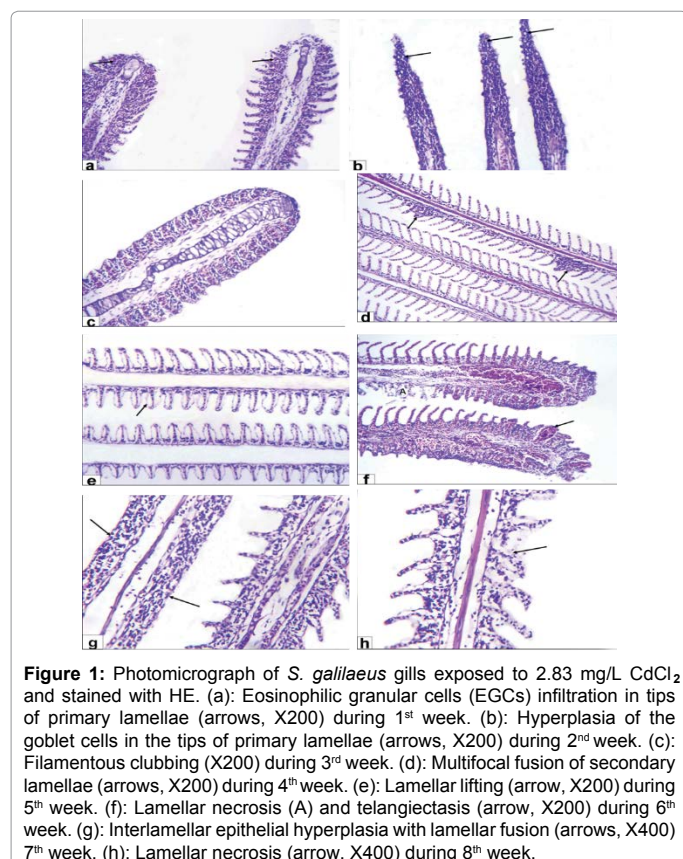 a
b
c
d
e
A
f
g
h
Figure 1: Photomicrograph of S. galilaeus gills exposed to 2.83 mg/L CdCl2
and stained with HE. (a): Eosinophilic granular cells (EGCs) infiltration in tips
of primary lamellae (arrows, X200) during 1st week. (b): Hyperplasia of the
goblet cells in the tips of primary lamellae (arrows, X200) during 2nd week. (c):
Filamentous clubbing (X200) during 3rd week. (d): Multifocal fusion of secondary
lamellae (arrows, X200) during 4th week. (e): Lamellar lifting (arrow, X200) during
5th week. (f): Lamellar necrosis (A) and telangiectasis (arrow, X200) during 6th
week. (g): Interlamellar epithelial hyperplasia with lamellar fusion (arrows, X400)
7th week. (h): Lamellar necrosis (arrow, X400) during 8th week.